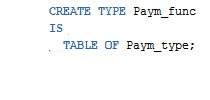 CREATE TYPE Paym_func
IS
TABLE OF Paym_type;